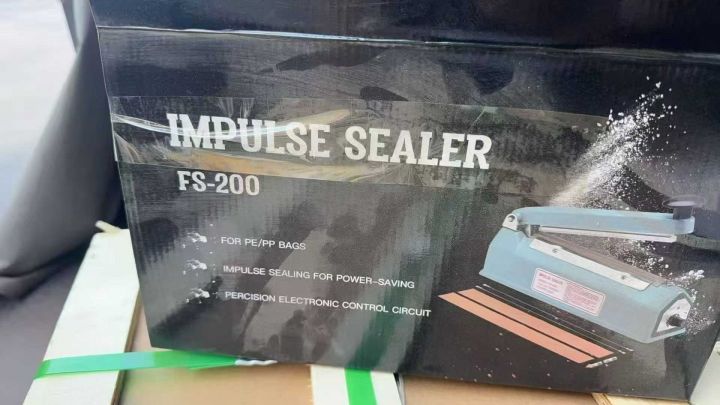 IMPULSE SEALER
FS-200
FOR PE/PP BAGS
IMPULSE SEALING FOR POWER-SAVING
PERCISION ELECTRONIC CONTROL CIRCUIT